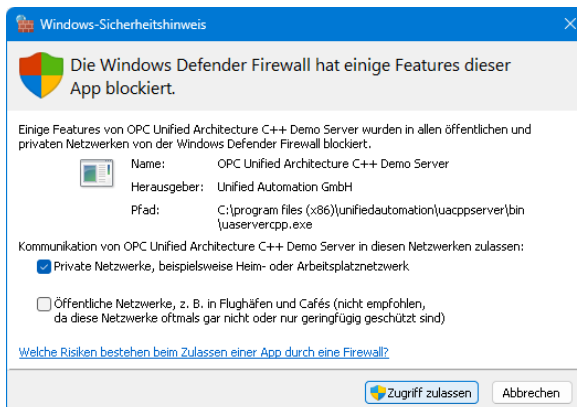 Windows-Sicherheitshinweis
Die Windows Defender Firewall hat einige Features dieser
App blockiert.
Einige Features von OPC Unified Architecture C++ Demo Server wurden in allen öffentlichen und
privaten Netzwerken von der Windows Defender Firewall blockiert.
Name: OPC Unified Architecture C++ Demo Server
Herausgeber: Unified Automation GmbH
Pfad: C:\program files (x86)\unifiedautomation\uacppserver\bin
\uaservercpp.exe
Kommunikation von OPC Unified Architecture C++ Demo Server in diesen Netzwerken zulassen:
Private Netzwerke, beispielsweise Heim- oder Arbeitsplatznetzwerk
Öffentliche Netzwerke, z. B. in Flughäfen und Cafés (nicht empfohlen,
da diese Netzwerke oftmals gar nicht oder nur geringfügig geschützt sind)
Welche Risiken bestehen beim Zulassen einer App durch eine Firewall?
Zugriff zulassen Abbrechen